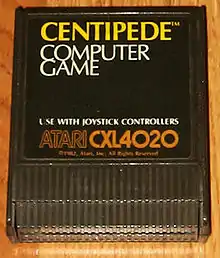 CENTIPEDE™
COMPUTER
GAME
USE WITH JOYSTICK CONTROLLERS
ATARI CXL4020
©1982, Atari, Inc. All Rights Reserved